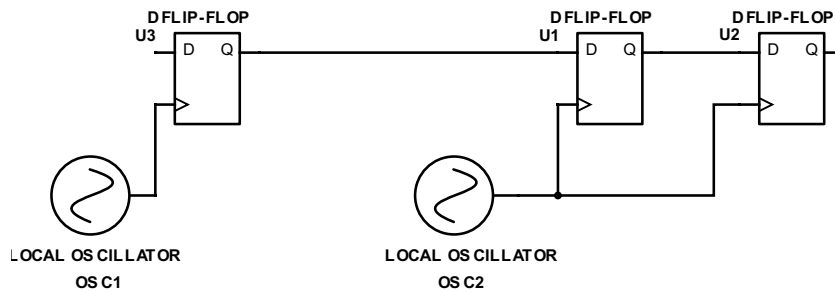 D FLIP-FLOP
U3
D Q
D FLIP-FLOP
U1
D Q
D FLIP-FLOP
U2
D Q
LOCAL OSCILLATOR
OSC1
LOCAL OSCILLATOR
OSC2